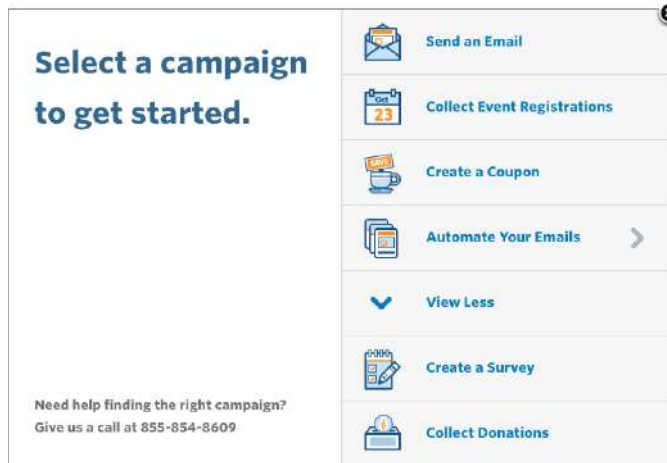 Select a campaign
to get started.
Need help finding the right campaign?
Give us a call at 855-854-8609
Send an Email
Oct
23
Collect Event Registrations
SAVE
Create a Coupon
Automate Your Emails
View Less
Create a Survey
Collect Donations